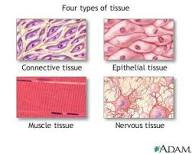 Four types of tissue
Connective tissue
Epithelial tissue
Muscle tissue
Nervous tissue
ADAM.